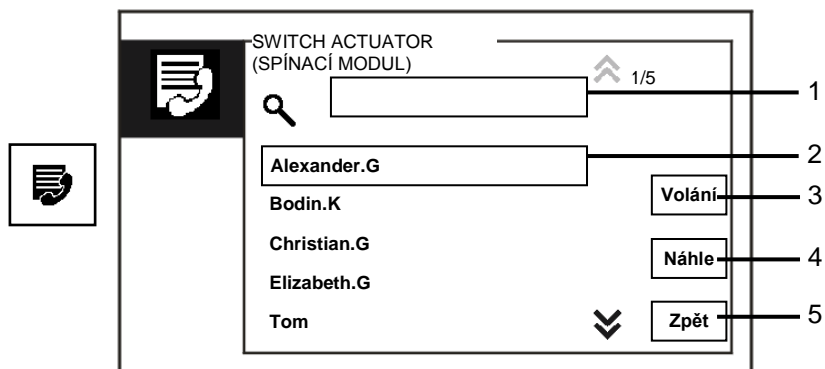 SWITCH ACTUATOR
(SPÍNACÍ MODUL)
1/5
1
Alexander.G
2
Bodin.K
Volání
3
Christian.G
Náhle
4
Elizabeth.G
Tom
Zpět
5